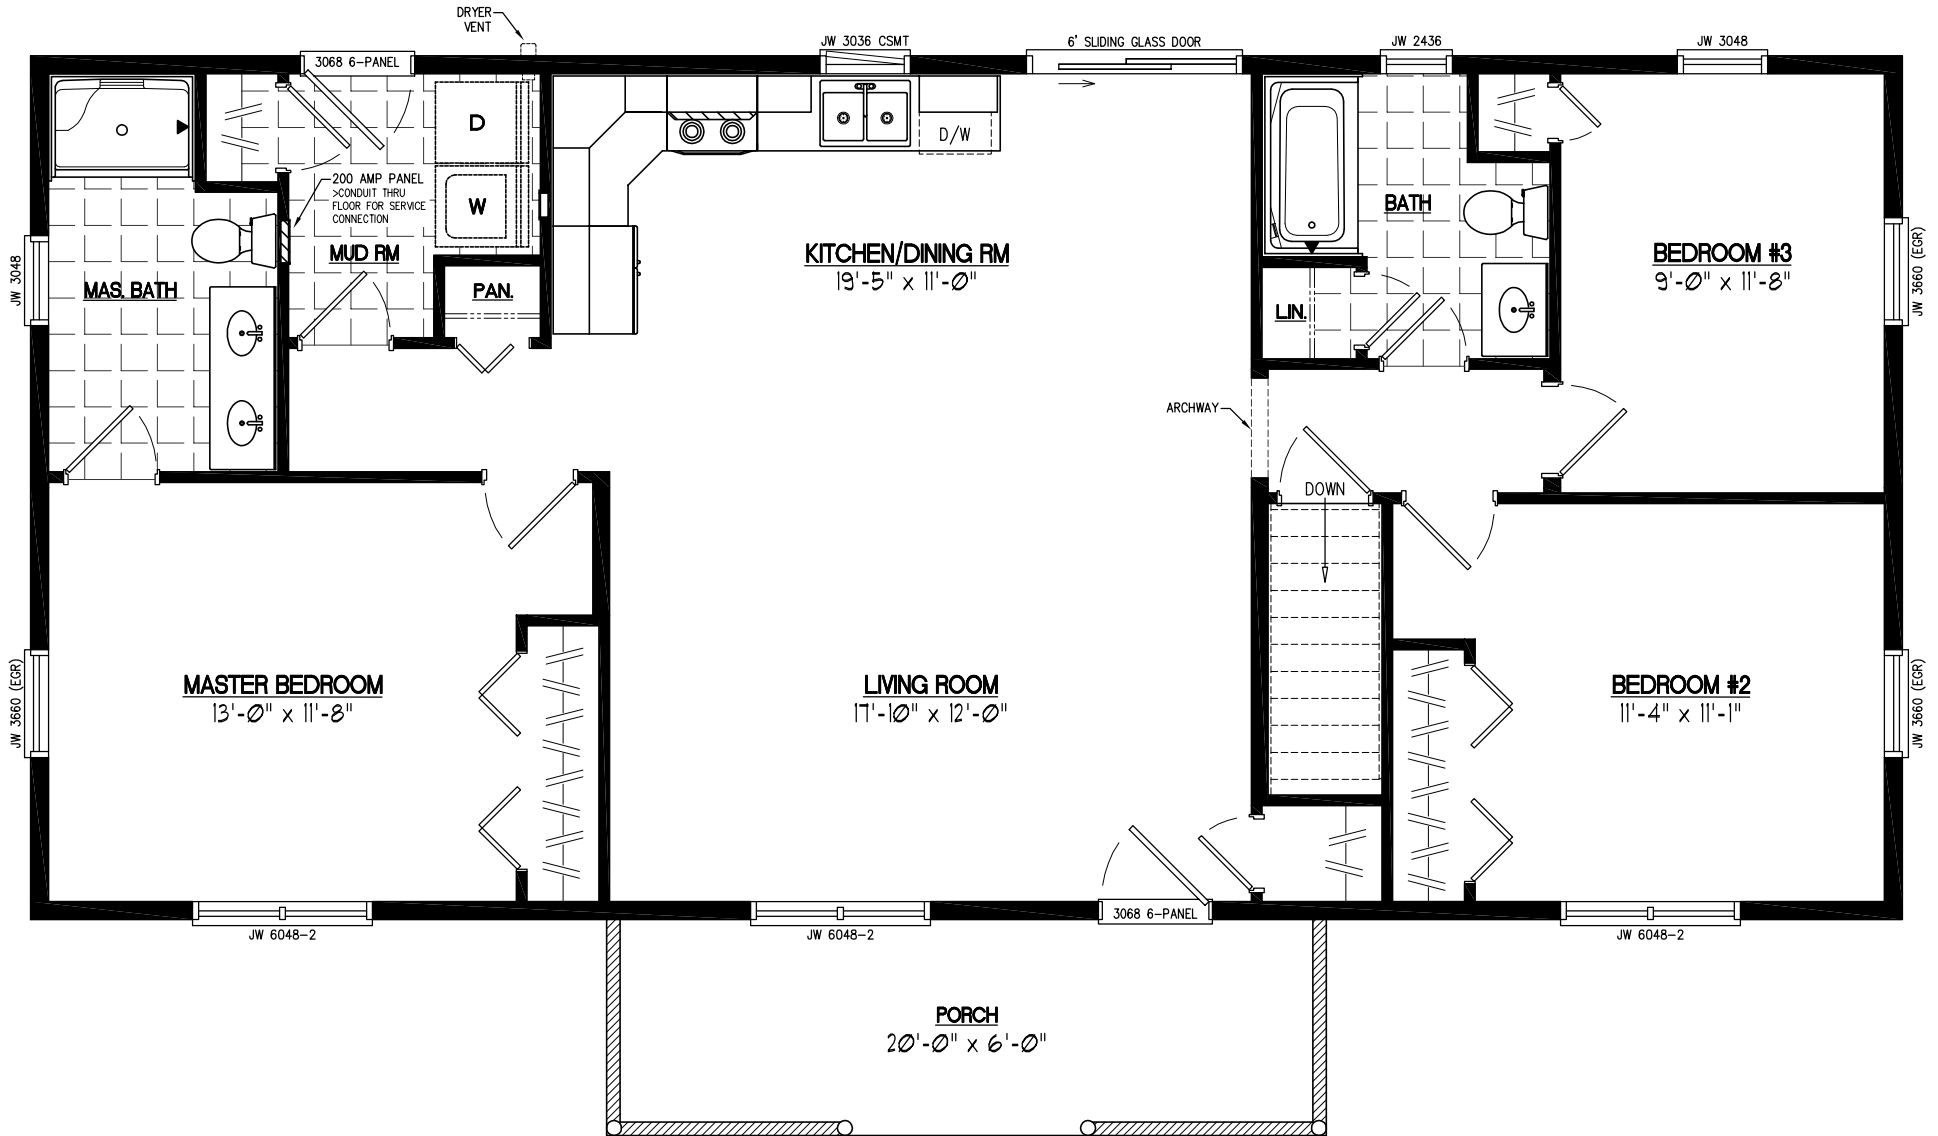 DRYER
VENT
3068 6-PANEL
JW 3036 CSMT
6' SLIDING GLASS DOOR
JW 2436
JW 3048
D
W
D/W
200 AMP PANEL
>CONDUIT THRU
FLOOR FOR SERVICE
CONNECTION
MUD RM
PAN.
MAS. BATH
JW 3048
KITCHEN/DINING RM
19'-5" x 11'-0"
BATH
LIN.
BEDROOM #3
9'-0" x 11'-8"
JW 3660 (EGR)
ARCHWAY
DOWN
MASTER BEDROOM
13'-0" x 11'-8"
JW 3660 (EGR)
LIVING ROOM
17'-10" x 12'-0"
BEDROOM #2
11'-4" x 11'-1"
JW 3660 (EGR)
3068 6-PANEL
JW 6048-2
JW 6048-2
JW 6048-2
PORCH
20'-0" x 6'-0"